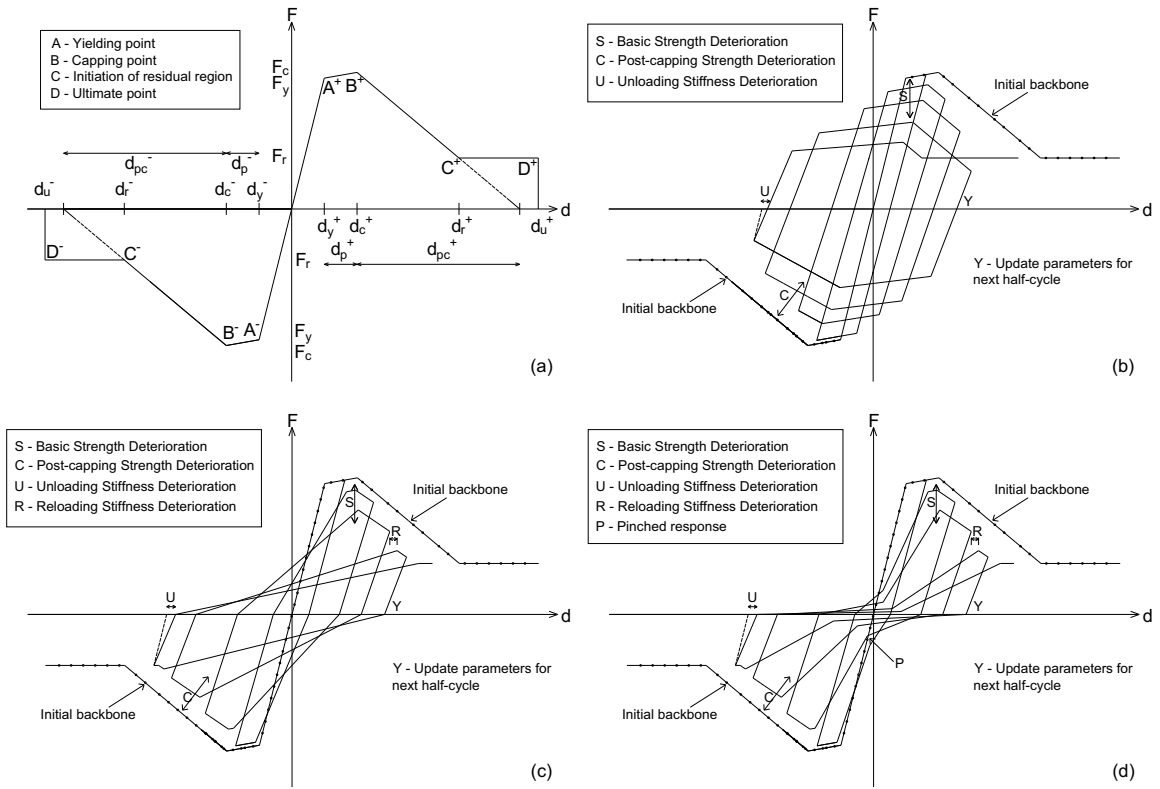 F
A - Yielding point
B - Capping point
C - Initiation of residual region
D - Ultimate point
F_c
F_y
A^+ B^+
F_r
C^+
D^+
d_pc^- d_p^-
d_u^- d_r^- d_c^- d_y^-
d
d_y^+ d_c^+ d_r^+ d_u^+
d_p^+ d_pc^+
D^- C^-
F_r
B^- A^-
F_y
F_c
(a)
F
S - Basic Strength Deterioration
C - Post-capping Strength Deterioration
U - Unloading Stiffness Deterioration
Initial backbone
S
U
Y
d
C
Y - Update parameters for
next half-cycle
Initial backbone
(b)
F
S - Basic Strength Deterioration
C - Post-capping Strength Deterioration
U - Unloading Stiffness Deterioration
R - Reloading Stiffness Deterioration
Initial backbone
S
R
U
Y
d
Y - Update parameters for
next half-cycle
C
Initial backbone
(c)
F
S - Basic Strength Deterioration
C - Post-capping Strength Deterioration
U - Unloading Stiffness Deterioration
R - Reloading Stiffness Deterioration
P - Pinched response
Initial backbone
S
R
U
Y
d
P
Y - Update parameters for
next half-cycle
C
Initial backbone
(d)